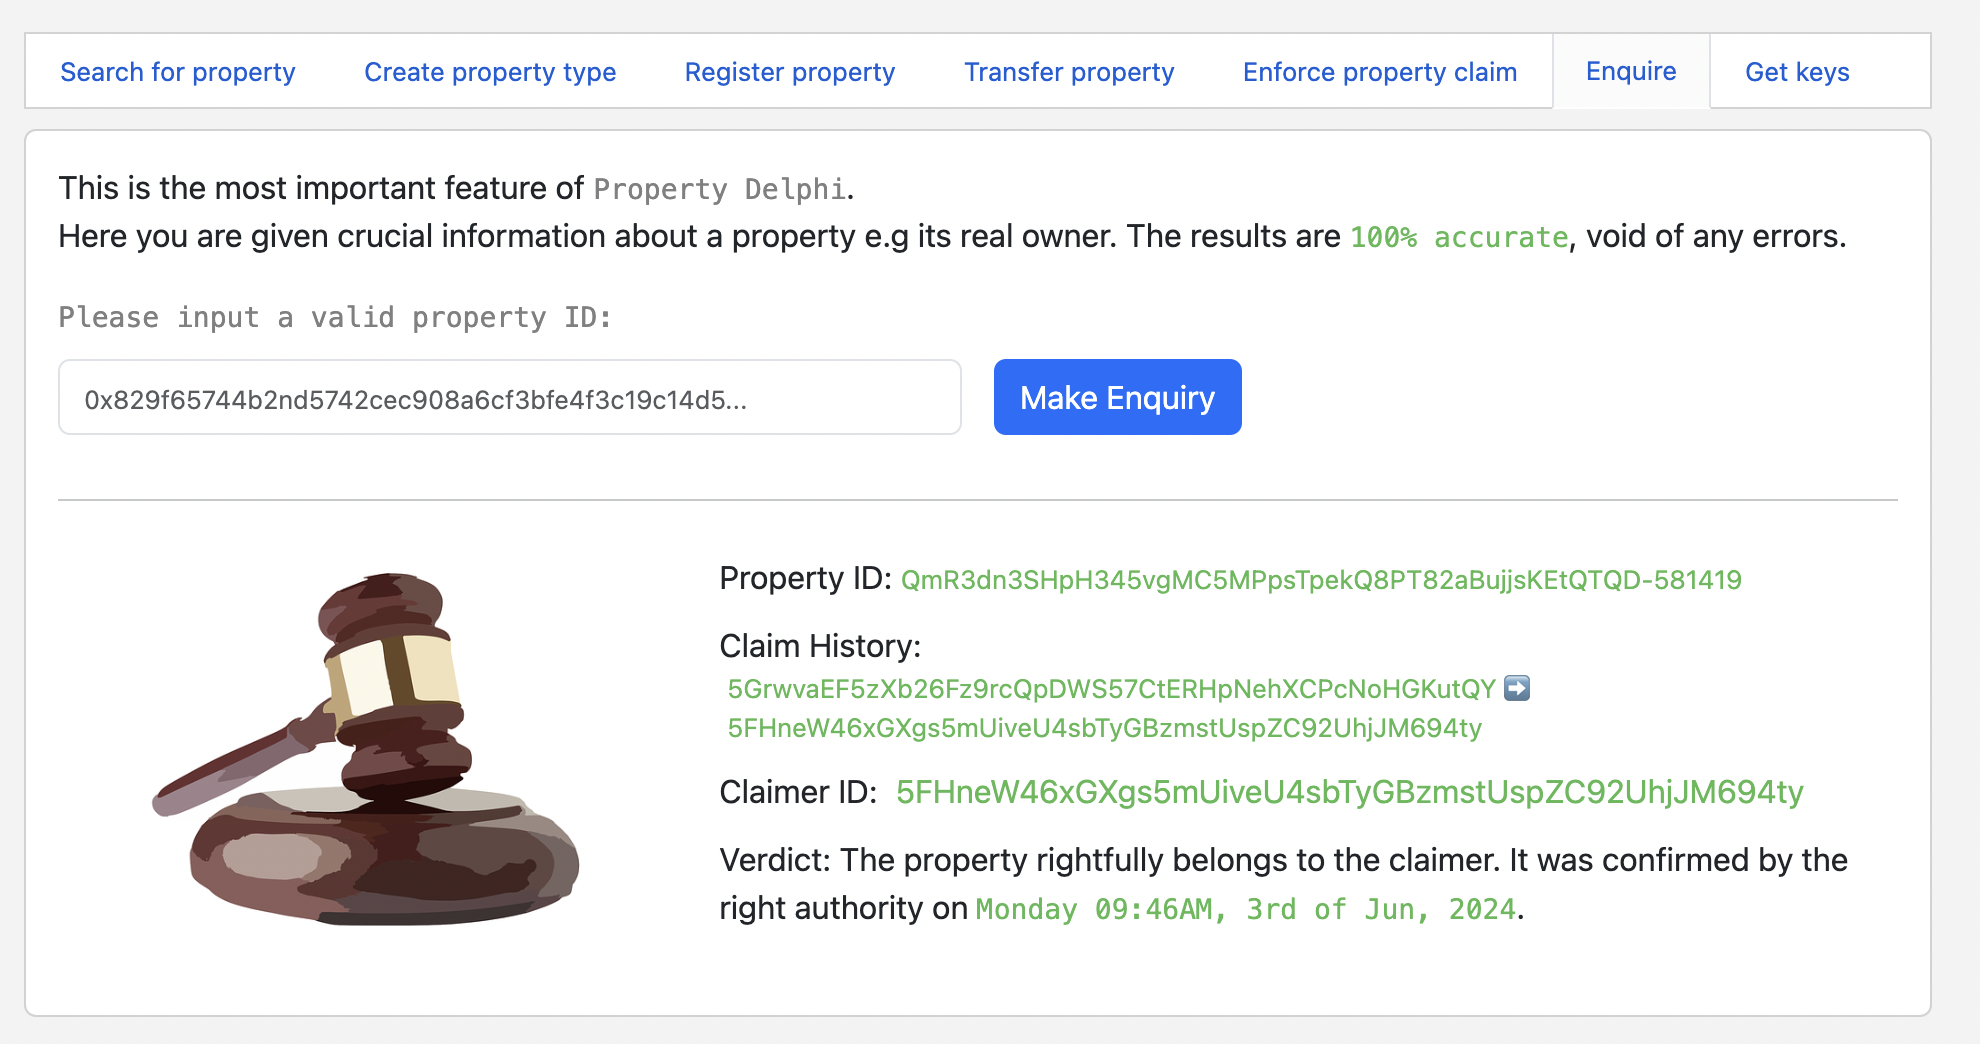 Search for property Create property type Register property Transfer property Enforce property claim Enquire Get keys
This is the most important feature of Property Delphi.
Here you are given crucial information about a property e.g its real owner. The results are 100% accurate, void of any errors.
Please input a valid property ID:
0x829f65744b2nd5742cec908a6cf3bfe4f3c19c14d5... Make Enquiry
Property ID: QmR3dn3SHpH345vgMC5MPpsTpekQ8PT82aBujjsKEtQTQD-581419
Claim History:
5GrwvaEF5zXb26Fz9rcQpDWS57CtERHpNehXCPcNoHGKutQY ➡️
5FHneW46xGXgs5mUiveU4sbTyGBzmstUspZC92UhjJM694ty
Claimer ID: 5FHneW46xGXgs5mUiveU4sbTyGBzmstUspZC92UhjJM694ty
Verdict: The property rightfully belongs to the claimer. It was confirmed by the
right authority on Monday 09:46AM, 3rd of Jun, 2024.